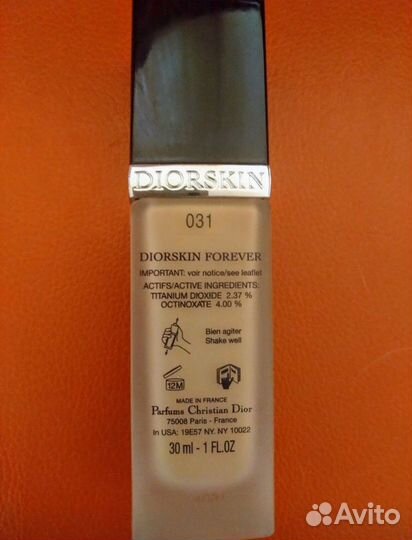 DIORSKIN
031
DIORSKIN FOREVER
IMPORTANT: voir notice/see leaflet
ACTIFS/ACTIVE INGREDIENTS:
TITANIUM DIOXIDE 2.37 %
OCTINOXATE 4.00 %
Bien agiter
Shake well
12M
MADE IN FRANCE
Parfums Christian Dior
75008 Paris - France
In USA: 19E57 NY. NY 10022
30 ml - 1 FL.OZ
Avito